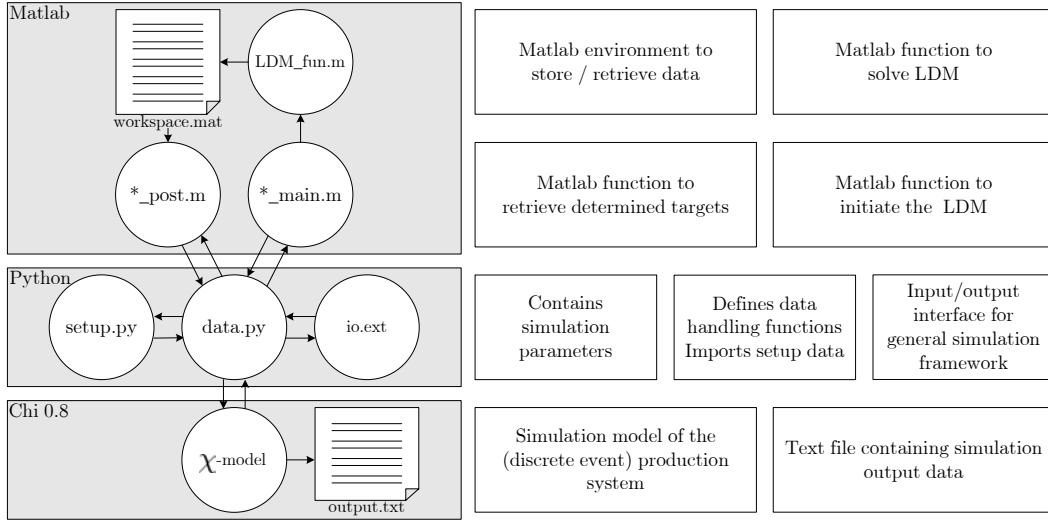 Matlab
LDM_fun.m
workspace.mat
*_post.m
*_main.m
Matlab environment to
store / retrieve data
Matlab function to
solve LDM
Matlab function to
retrieve determined targets
Matlab function to
initiate the LDM
Python
setup.py
data.py
io.ext
Contains
simulation
parameters
Defines data
handling functions
Imports setup data
Input/output
interface for
general simulation
framework
Chi 0.8
χ-model
output.txt
Simulation model of the
(discrete event) production
system
Text file containing simulation
output data